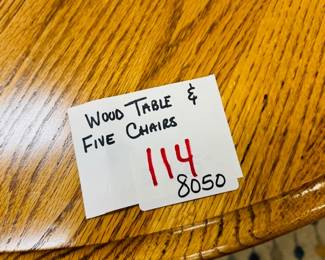 Wood Table &
Five Chairs
114
8050